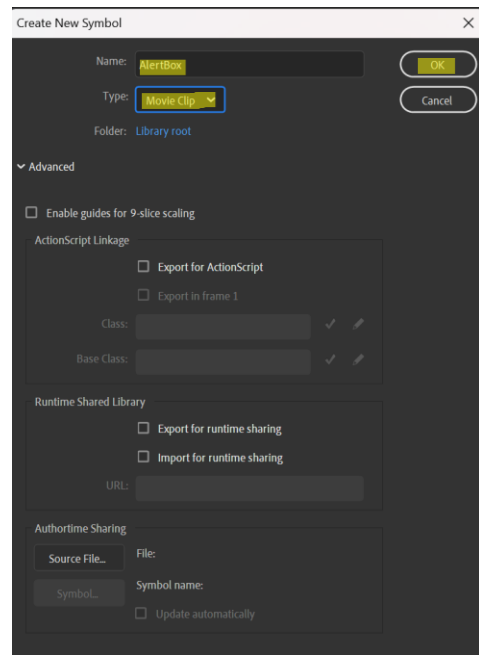 Create New Symbol
Name: AlertBox
OK
Type: Movie Clip
Cancel
Folder: Library root
Advanced
Enable guides for 9-slice scaling
ActionScript Linkage
Export for ActionScript
Export in frame 1
Class:
Base Class:
Runtime Shared Library
Export for runtime sharing
Import for runtime sharing
URL:
Authortime Sharing
Source File... File:
Symbol... Symbol name:
Update automatically